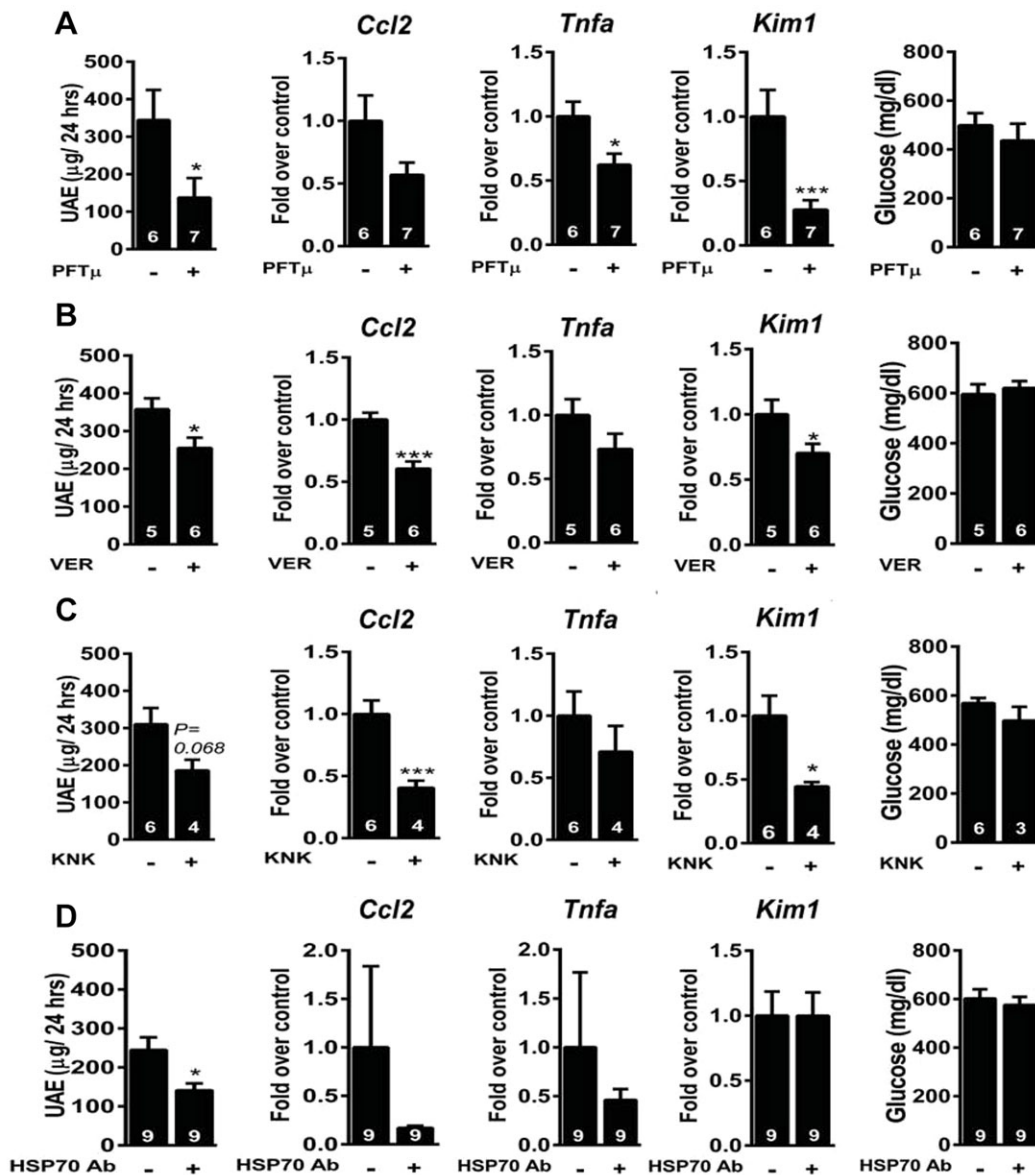 A
Ccl2 Tnfa Kim1
UAE (µg/ 24 hrs) Fold over control Fold over control Fold over control Glucose (mg/dl)
500 1.5 1.5 1.5 800
400 600
300 1.0 1.0 1.0
* * 400
200 0.5 0.5 0.5 ***
100 200
0 0.0 0.0 0.0 0
6 7 6 7 6 7 6 7 6 7
PFTµ - + PFTµ - + PFTµ - + PFTµ - + PFTµ - +
B
Ccl2 Tnfa Kim1
UAE (µg/ 24 hrs) Fold over control Fold over control Fold over control Glucose (mg/dl)
500 1.5 1.5 1.5 800
400 600
300 * 1.0 1.0 1.0 *
*** 400
200 0.5 0.5 0.5
100 200
0 0.0 0.0 0.0 0
5 6 5 6 5 6 5 6 5 6
VER - + VER - + VER - + VER - + VER - +
C
Ccl2 Tnfa Kim1
UAE (µg/ 24 hrs) Fold over control Fold over control Fold over control Glucose (mg/dl)
500 1.5 1.5 1.5 800
400 600
300 P= 1.0 1.0 1.0
0.068 *** * 400
200 0.5 0.5 0.5
100 200
0 0.0 0.0 0.0 0
6 4 6 4 6 4 6 4 6 3
KNK - + KNK - + KNK - + KNK - + KNK - +
D
Ccl2 Tnfa Kim1
UAE (µg/ 24 hrs) Fold over control Fold over control Fold over control Glucose (mg/dl)
500 2.0 2.0 1.5 800
400 1.5 1.5 600
300 1.0 1.0 1.0
* 400
200 0.5 0.5 0.5
100 200
0 0.0 0.0 0.0 0
9 9 9 9 9 9 9 9 9 9
HSP70 Ab - + HSP70 Ab - + HSP70 Ab - + HSP70 Ab - + HSP70 Ab - +